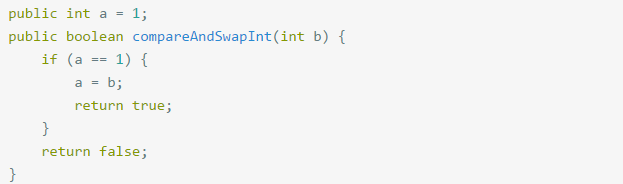 public int a = 1;
public boolean compareAndSwapInt(int b) {
    if (a == 1) {
        a = b;
        return true;
    }
    return false;
}